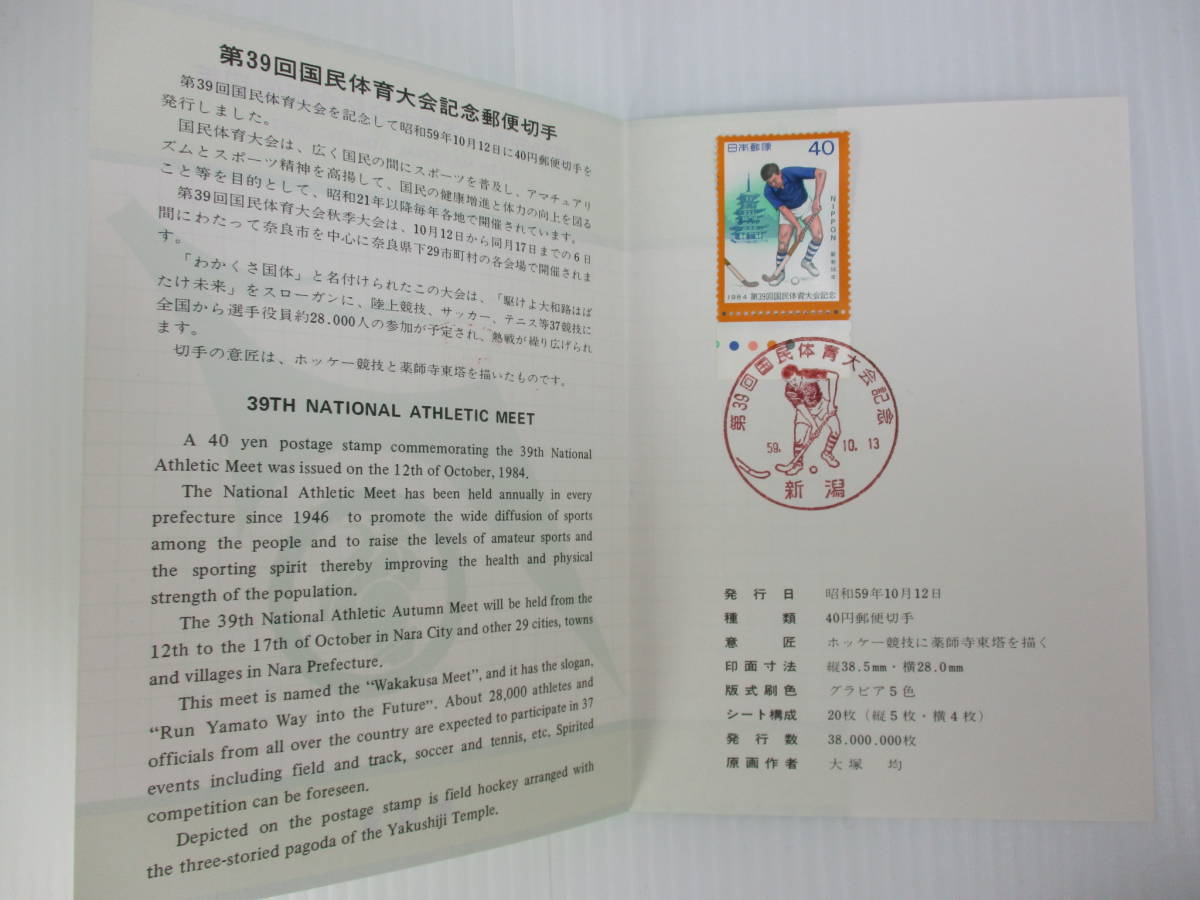 第39回国民体育大会記念郵便切手
第39回国民体育大会を記念して昭和59年10月12日に40円郵便切手を
発行しました。
国民体育大会は、広く国民の間にスポーツを普及し、アマチュアリ
ズムとスポーツ精神を高揚して、国民の健康増進と体力の向上を図る
こと等を目的として、昭和21年以降毎年各地で開催されています。
第39回国民体育大会秋季大会は、10月12日から同月17日までの6日
間にわたって奈良市を中心に奈良県下29市町村の各会場で開催されま
す。
「わかくさ国体」と名付けられたこの大会は、「駆けよ大和路はば
たけ未来」をスローガンに、陸上競技、サッカー、テニス等37競技に
全国から選手役員約28.000人の参加が予定され、熱戦が繰り広げられ
ます。
切手の意匠は、ホッケー競技と薬師寺東塔を描いたものです。
39TH NATIONAL ATHLETIC MEET
A 40 yen postage stamp commemorating the 39th National
Athletic Meet was issued on the 12th of October, 1984.
The National Athletic Meet has been held annually in every
prefecture since 1946 to promote the wide diffusion of sports
among the people and to raise the levels of amateur sports and
the sporting spirit thereby improving the health and physical
strength of the population.
The 39th National Athletic Autumn Meet will be held from the
12th to the 17th of October in Nara City and other 29 cities, towns
and villages in Nara Prefecture.
This meet is named the "Wakakusa Meet", and it has the slogan,
"Run Yamato Way into the Future". About 28,000 athletes and
officials from all over the country are expected to participate in 37
events including field and track, soccer and tennis, etc. Spirited
competition can be foreseen.
Depicted on the postage stamp is field hockey arranged with
the three-storied pagoda of the Yakushiji Temple.
日本郵便 40
NIPPON
1984 第39回国民体育大会記念
第39回国民体育大会記念
59. 10.13
新潟
発行日 昭和59年10月12日
種類 40円郵便切手
意匠 ホッケー競技に薬師寺東塔を描く
印面寸法 縦38.5mm・横28.0mm
版式刷色 グラビア5色
シート構成 20枚(縦5枚・横4枚)
発行数 38.000.000枚
原画作者 大塚 均